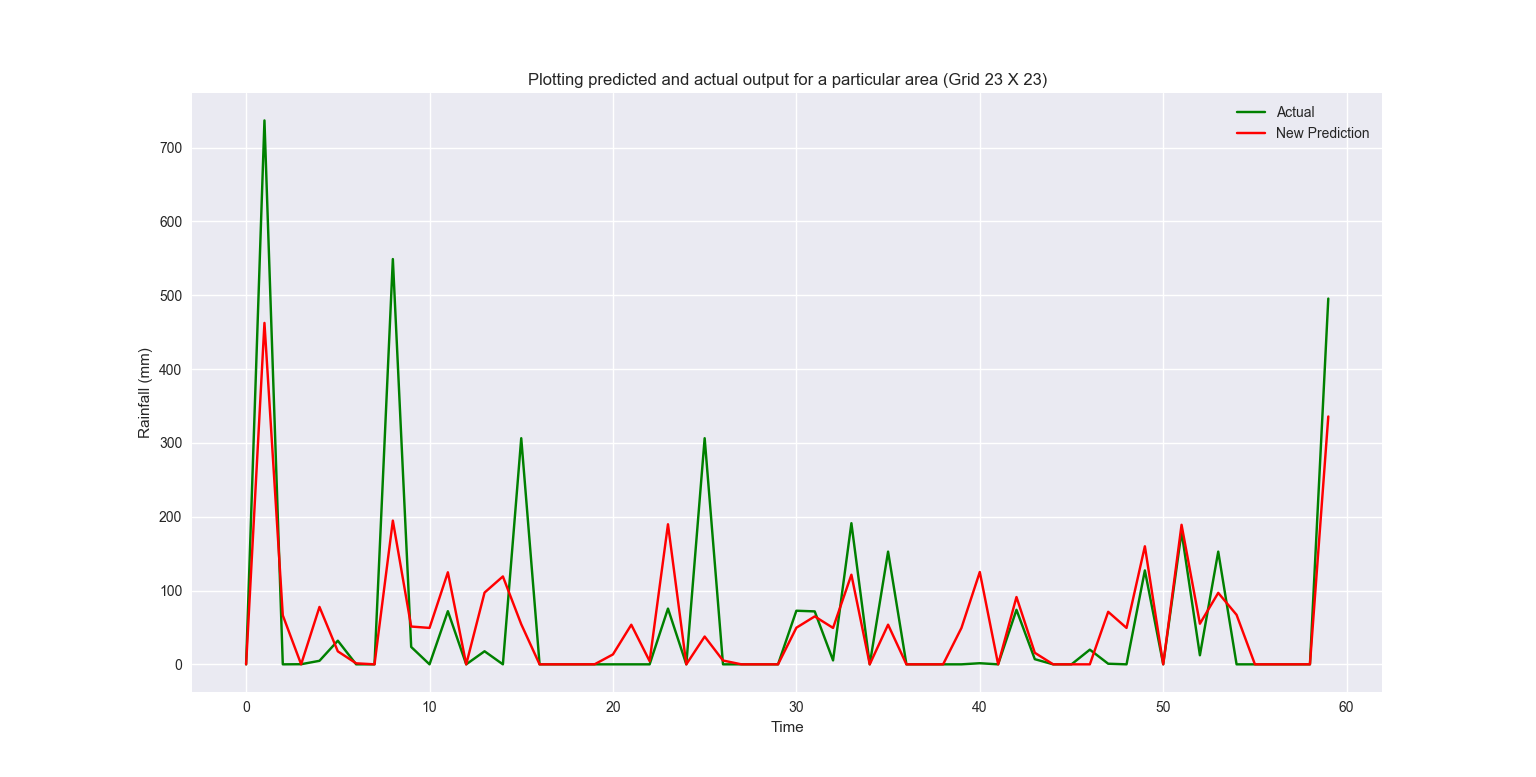 Plotting predicted and actual output for a particular area (Grid 23 X 23)
Actual
New Prediction
700
600
500
400
300
200
100
0
Rainfall (mm)
0 10 20 30 40 50 60
Time